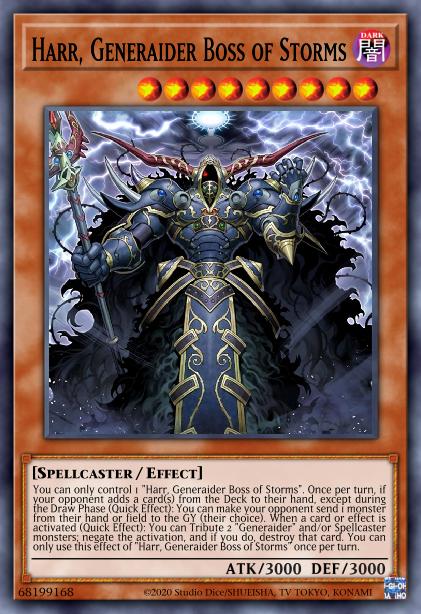 Harr, Generaider Boss of Storms
DARK
闇
[Spellcaster / Effect]
You can only control 1 "Harr, Generaider Boss of Storms". Once per turn, if
your opponent adds a card(s) from the Deck to their hand, except during
the Draw Phase (Quick Effect): You can make your opponent send 1 monster
from their hand or field to the GY (their choice). When a card or effect is
activated (Quick Effect): You can Tribute 2 "Generaider" and/or Spellcaster
monsters; negate the activation, and if you do, destroy that card. You can
only use this effect of "Harr, Generaider Boss of Storms" once per turn.
ATK/3000 DEF/3000
68199168
©2020 Studio Dice/SHUEISHA, TV TOKYO, KONAMI